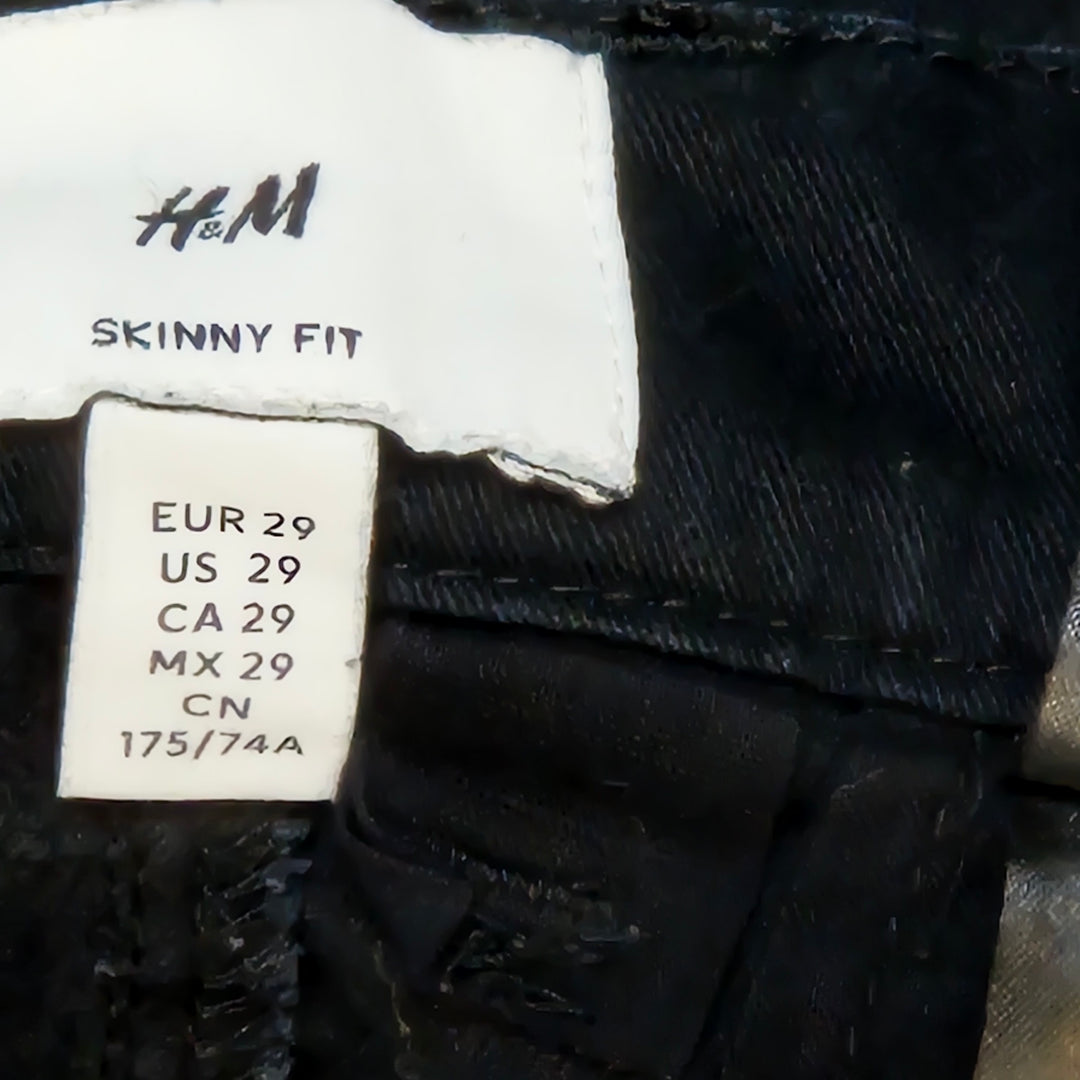 H&M
SKINNY FIT
EUR 29
US 29
CA 29
MX 29
CN
175/74A